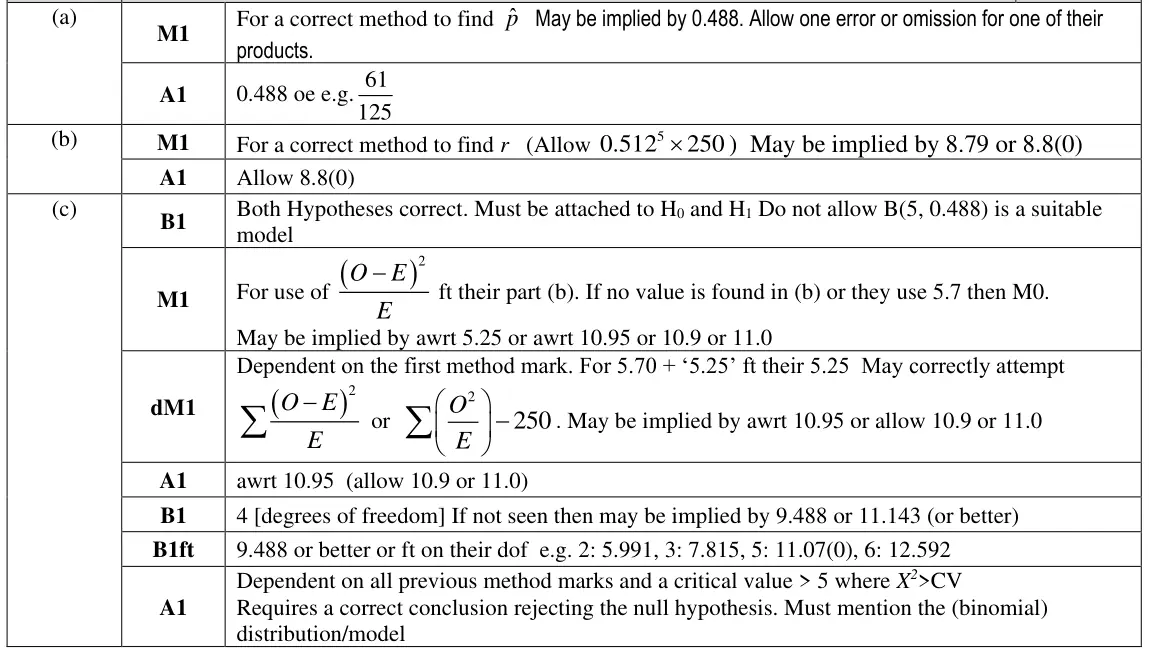 (a) M1 For a correct method to find p̂ May be implied by 0.488. Allow one error or omission for one of their
products.
A1 0.488 oe e.g. 61/125
(b) M1 For a correct method to find r (Allow 0.512⁵ × 250 ) May be implied by 8.79 or 8.8(0)
A1 Allow 8.8(0)
(c) B1 Both Hypotheses correct. Must be attached to H₀ and H₁ Do not allow B(5, 0.488) is a suitable
model
M1 For use of (O − E)²/E ft their part (b). If no value is found in (b) or they use 5.7 then M0.
May be implied by awrt 5.25 or awrt 10.95 or 10.9 or 11.0
dM1 Dependent on the first method mark. For 5.70 + ‘5.25’ ft their 5.25 May correctly attempt
∑(O − E)²/E or ∑(O²/E) − 250 . May be implied by awrt 10.95 or allow 10.9 or 11.0
A1 awrt 10.95 (allow 10.9 or 11.0)
B1 4 [degrees of freedom] If not seen then may be implied by 9.488 or 11.143 (or better)
B1ft 9.488 or better or ft on their dof e.g. 2: 5.991, 3: 7.815, 5: 11.07(0), 6: 12.592
A1 Dependent on all previous method marks and a critical value > 5 where X²>CV
Requires a correct conclusion rejecting the null hypothesis. Must mention the (binomial)
distribution/model